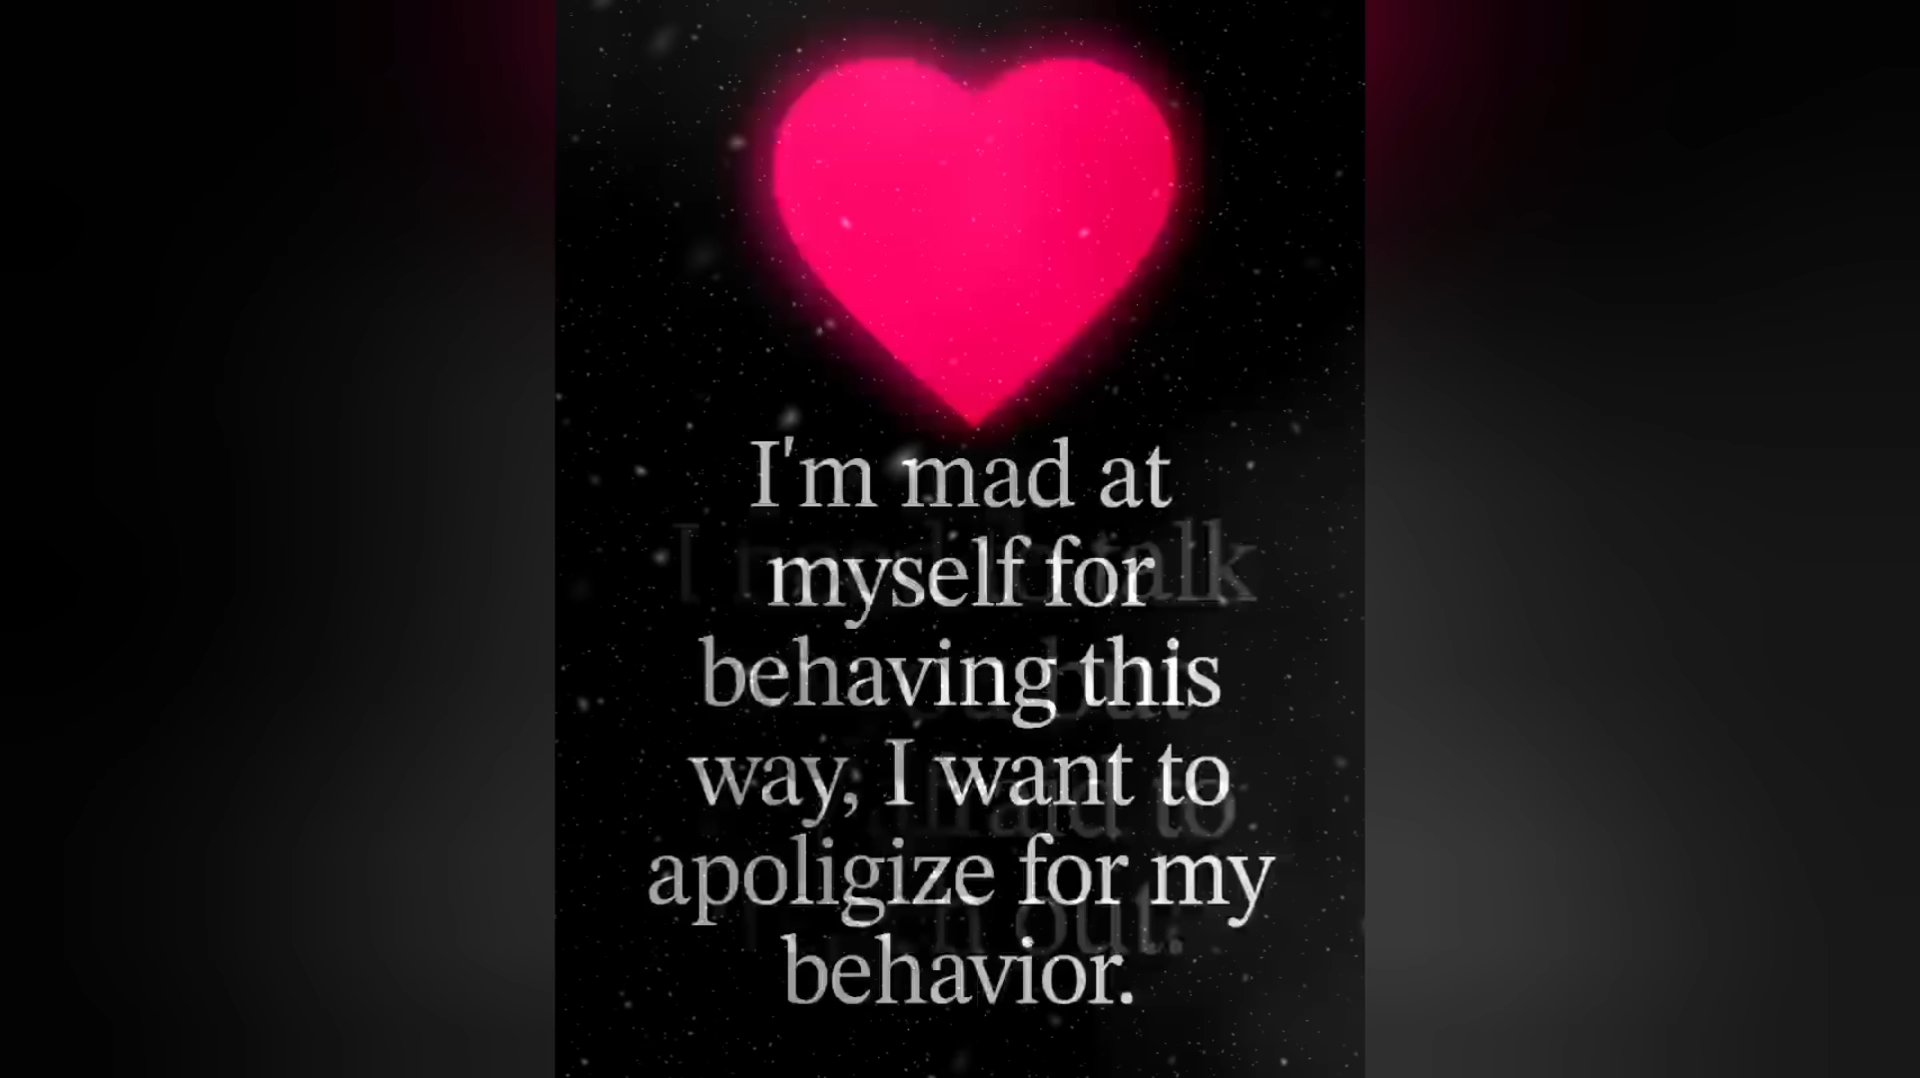 I'm mad at
myself for
behaving this
way, I want to
apoligize for my
behavior.